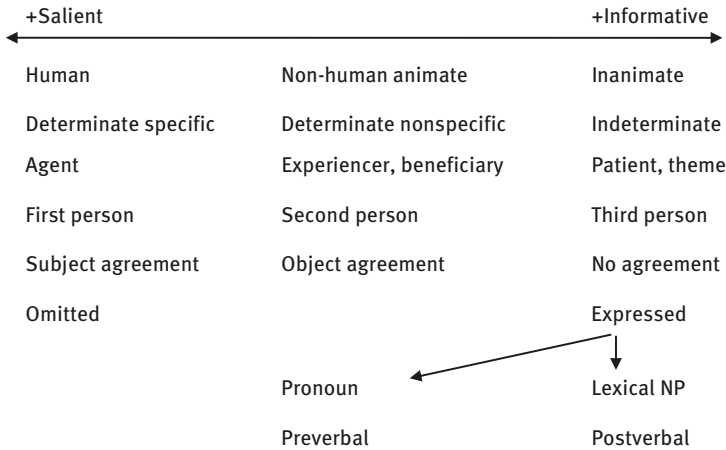 +Salient +Informative
Human Non-human animate Inanimate
Determinate specific Determinate nonspecific Indeterminate
Agent Experiencer, beneficiary Patient, theme
First person Second person Third person
Subject agreement Object agreement No agreement
Omitted Expressed
Pronoun Lexical NP
Preverbal Postverbal